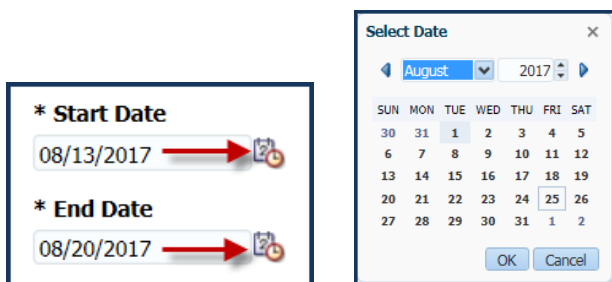 * Start Date
08/13/2017
* End Date
08/20/2017
Select Date
August 2017
SUN MON TUE WED THU FRI SAT
30 31 1 2 3 4 5
6 7 8 9 10 11 12
13 14 15 16 17 18 19
20 21 22 23 24 25 26
27 28 29 30 31 1 2
OK Cancel